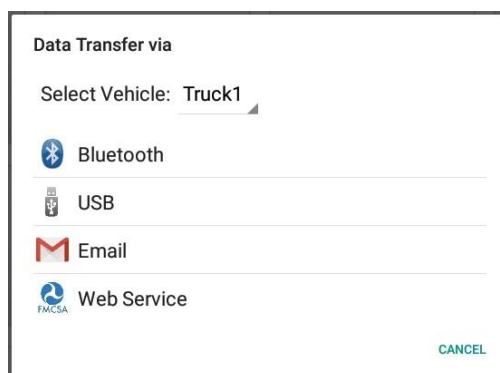 Data Transfer via
Select Vehicle: Truck1
Bluetooth
USB
Email
FMCSA Web Service
CANCEL